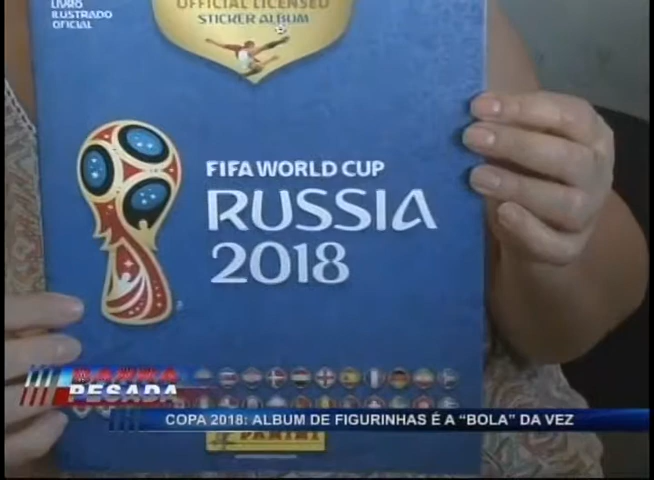 LIVRO
ILUSTRADO
OFICIAL
OFFICIAL LICENSED
STICKER ALBUM
FIFA WORLD CUP
RUSSIA
2018
PESADA
COPA 2018: ALBUM DE FIGURINHAS É A “BOLA” DA VEZ
PANINI